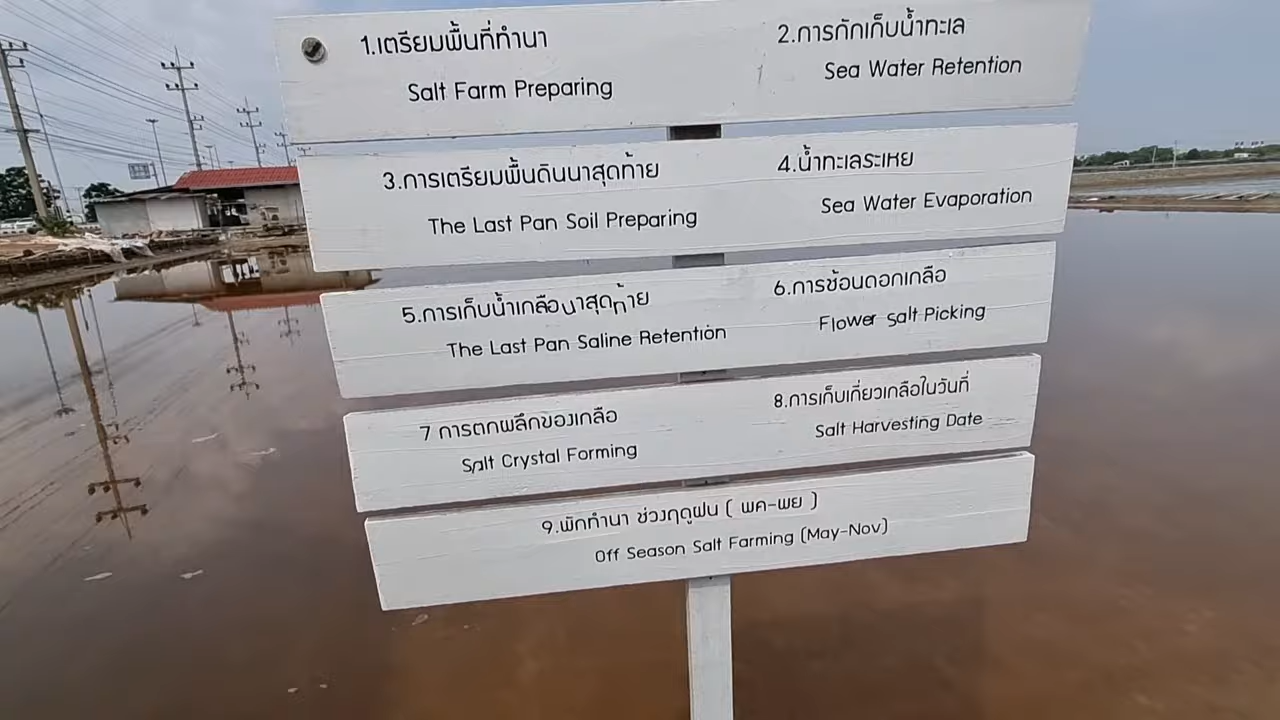 1.เตรียมพื้นที่ทำนา
Salt Farm Preparing
2.การกักเก็บน้ำทะเล
Sea Water Retention
3.การเตรียมพื้นดินนาสุดท้าย
The Last Pan Soil Preparing
4.น้ำทะเลระเหย
Sea Water Evaporation
5.การเก็บน้ำเกลือนาสุดท้าย
The Last Pan Saline Retention
6.การช้อนดอกเกลือ
Flower Salt Picking
7 การตกผลึกของเกลือ
Salt Crystal Forming
8.การเก็บเกี่ยวเกลือในวันที่
Salt Harvesting Date
9.พักทำนา ช่วงฤดูฝน ( พค-พย )
Off Season Salt Farming (May-Nov)